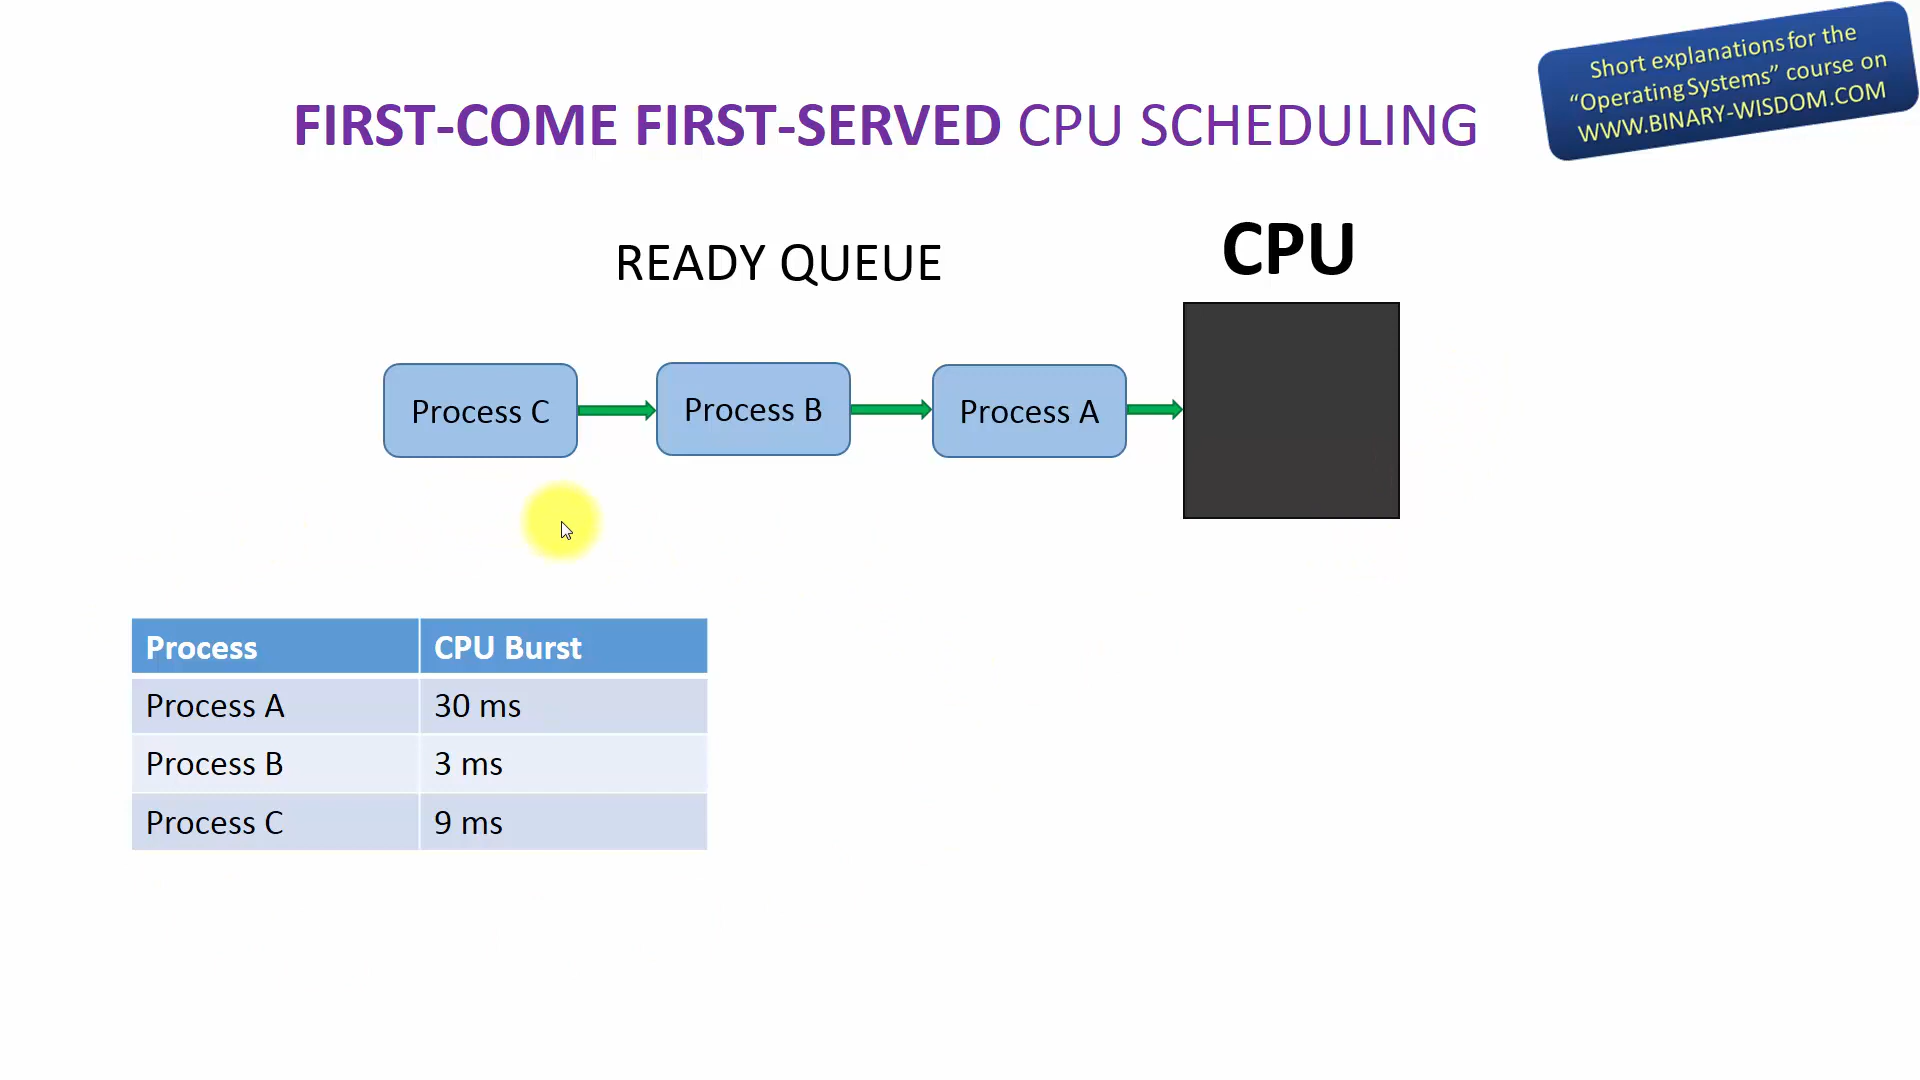 Short explanations for the
“Operating Systems” course on
WWW.BINARY-WISDOM.COM
FIRST-COME FIRST-SERVED CPU SCHEDULING
READY QUEUE
CPU
Process C
Process B
Process A
Process CPU Burst
Process A 30 ms
Process B 3 ms
Process C 9 ms